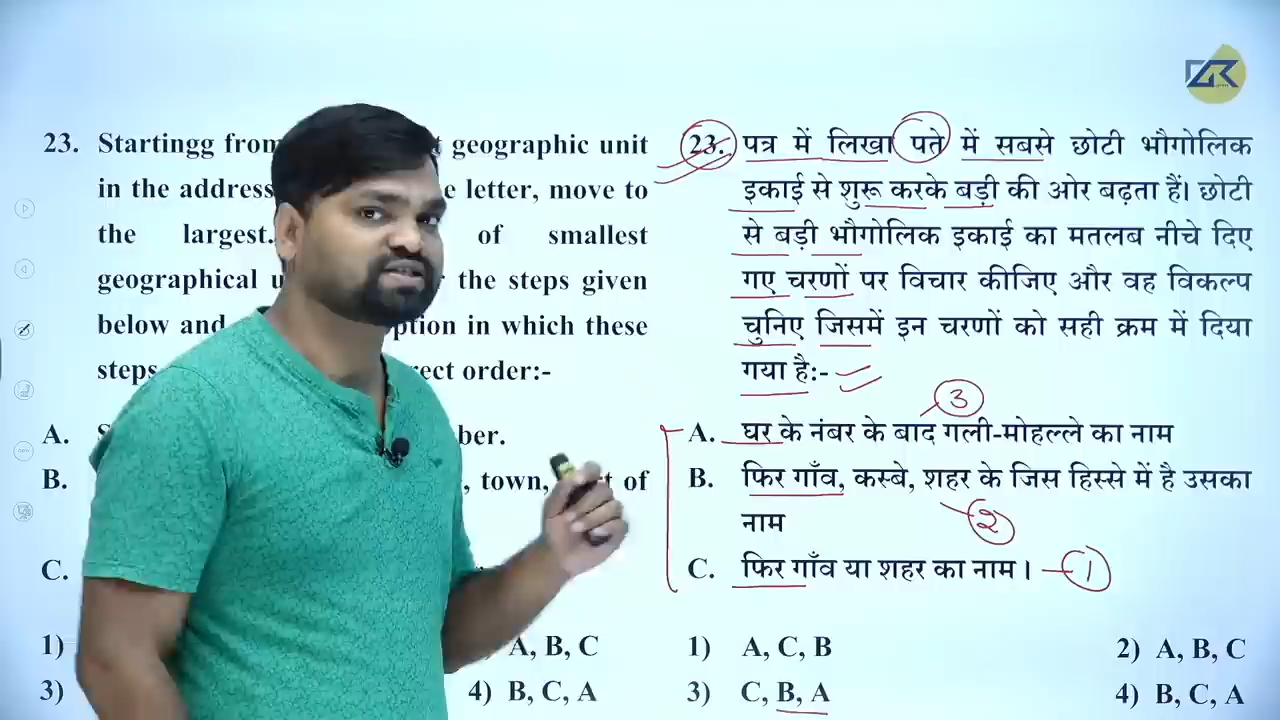 23. Startingg from geographic unit
in the address e letter, move to
the largest. of smallest
geographical u the steps given
below and ption in which these
steps rect order:-
A. S ber.
B. , town, of
C.
1) A, B, C
3) 4) B, C, A
23. पत्र में लिखा पते में सबसे छोटी भौगोलिक
इकाई से शुरू करके बड़ी की ओर बढ़ता हैं। छोटी
से बड़ी भौगोलिक इकाई का मतलब नीचे दिए
गए चरणों पर विचार कीजिए और वह विकल्प
चुनिए जिसमें इन चरणों को सही क्रम में दिया
गया है:-
3
A. घर के नंबर के बाद गली-मोहल्ले का नाम
B. फिर गाँव, कस्बे, शहर के जिस हिस्से में है उसका
नाम
2
C. फिर गाँव या शहर का नाम। 1
1) A, C, B 2) A, B, C
3) C, B, A 4) B, C, A